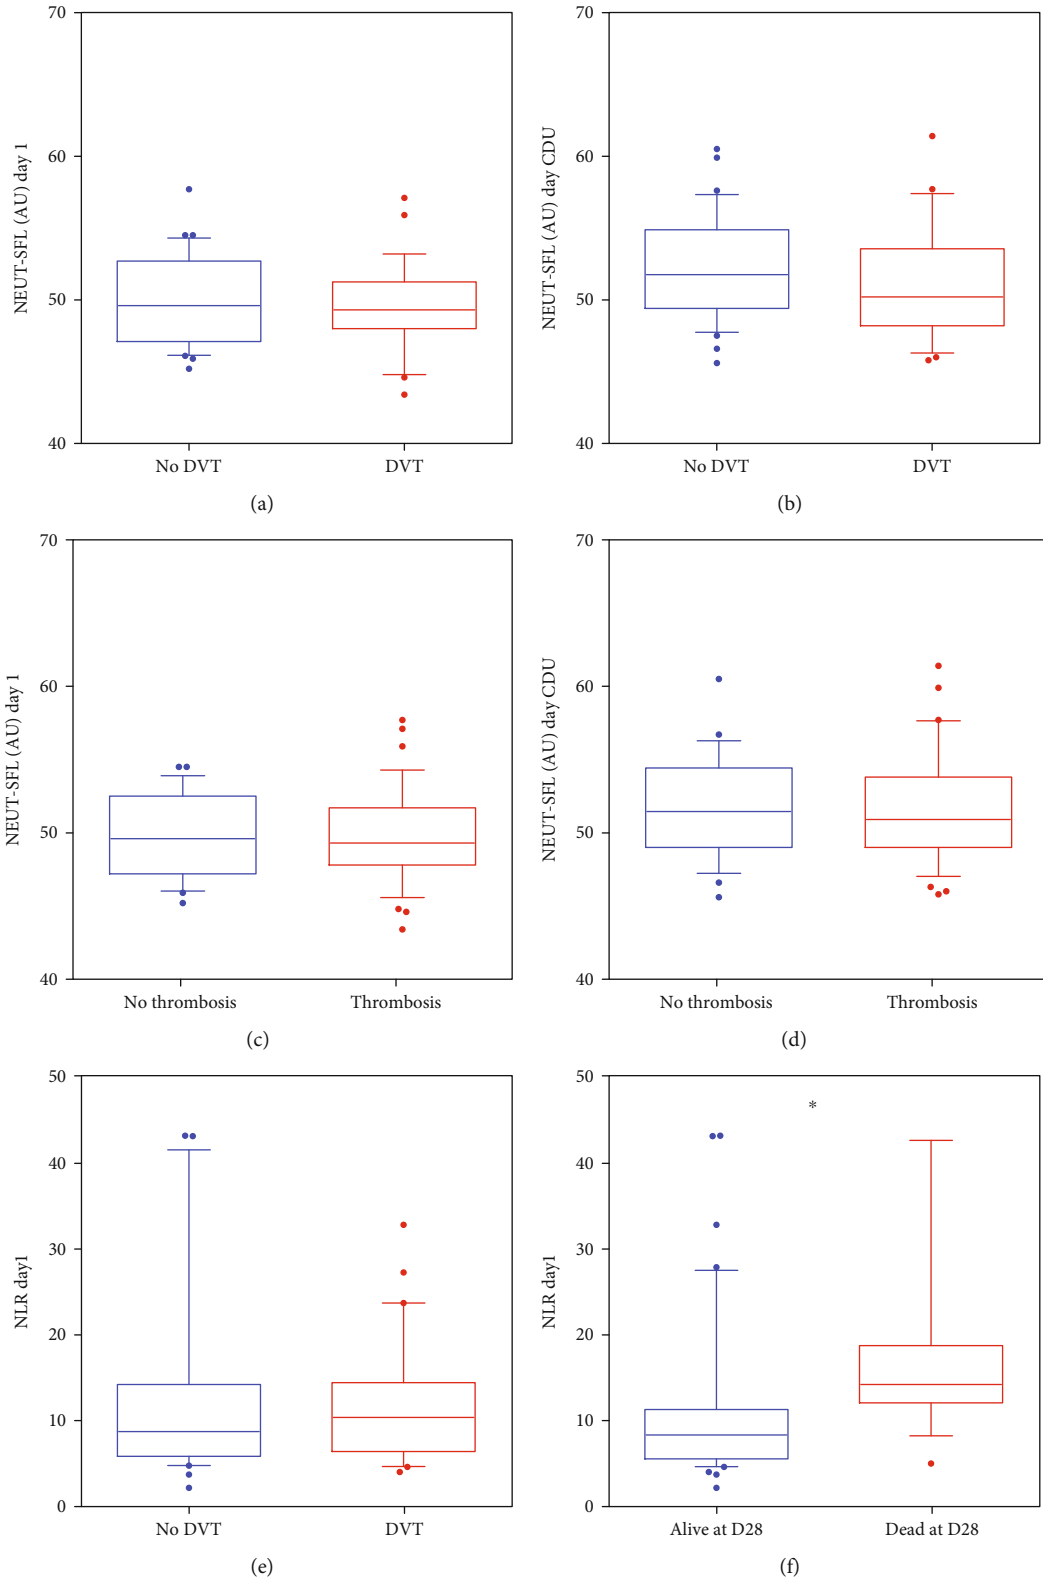 70
60
50
40
NEUT-SFL (AU) day 1
No DVT
DVT
(a)
70
60
50
40
NEUT-SFL (AU) day CDU
No DVT
DVT
(b)
70
60
50
40
NEUT-SFL (AU) day 1
No thrombosis
Thrombosis
(c)
70
60
50
40
NEUT-SFL (AU) day CDU
No thrombosis
Thrombosis
(d)
50
40
30
20
10
0
NLR day1
No DVT
DVT
(e)
50
40
30
20
10
0
NLR day1
*
Alive at D28
Dead at D28
(f)